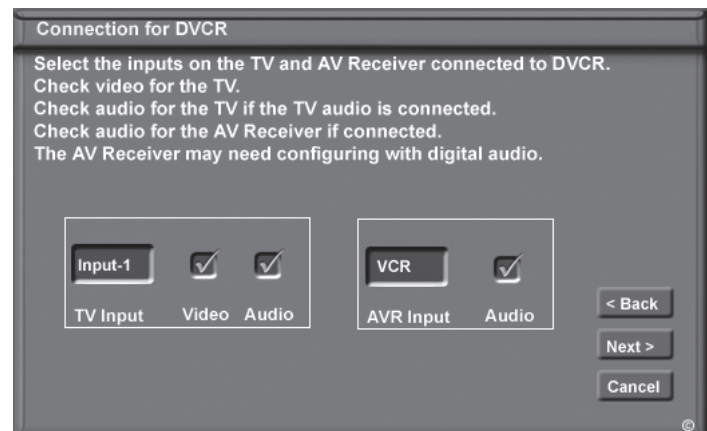 Connection for DVCR
Select the inputs on the TV and AV Receiver connected to DVCR.
Check video for the TV.
Check audio for the TV if the TV audio is connected.
Check audio for the AV Receiver if connected.
The AV Receiver may need configuring with digital audio.
Input-1
TV Input Video Audio
VCR
AVR Input Audio
< Back
Next >
Cancel
©